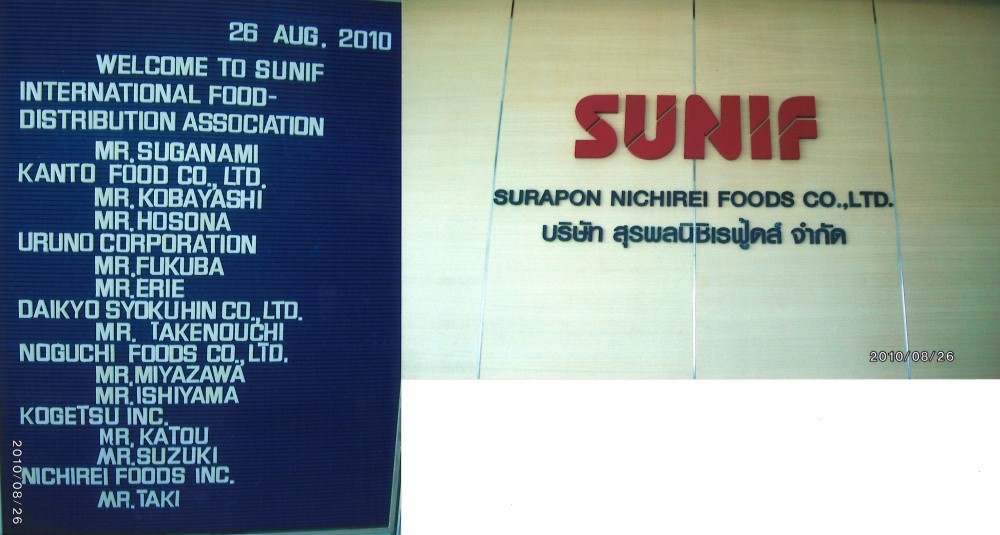 26 AUG, 2010
WELCOME TO SUNIF
INTERNATIONAL FOOD-
DISTRIBUTION ASSOCIATION
MR.SUGANAMI
KANTO FOOD CO., LTD.
MR.KOBAYASHI
MR.HOSONA
URUNO CORPORATION
MR.FUKUBA
MR.ERIE
DAIKYO SYOKUHIN CO., LTD.
MR. TAKENOUCHI
NOGUCHI FOODS CO., LTD.
MR.MIYAZAWA
MR.ISHIYAMA
KOGETSU INC.
MR.KATOU
MR.SUZUKI
NICHIREI FOODS INC.
MR.TAKI
2010/08/26
SUNIF
SURAPON NICHIREI FOODS CO.,LTD.
บริษัท สุรพลนิชิเรฟู้ดส์ จำกัด
2010/08/26